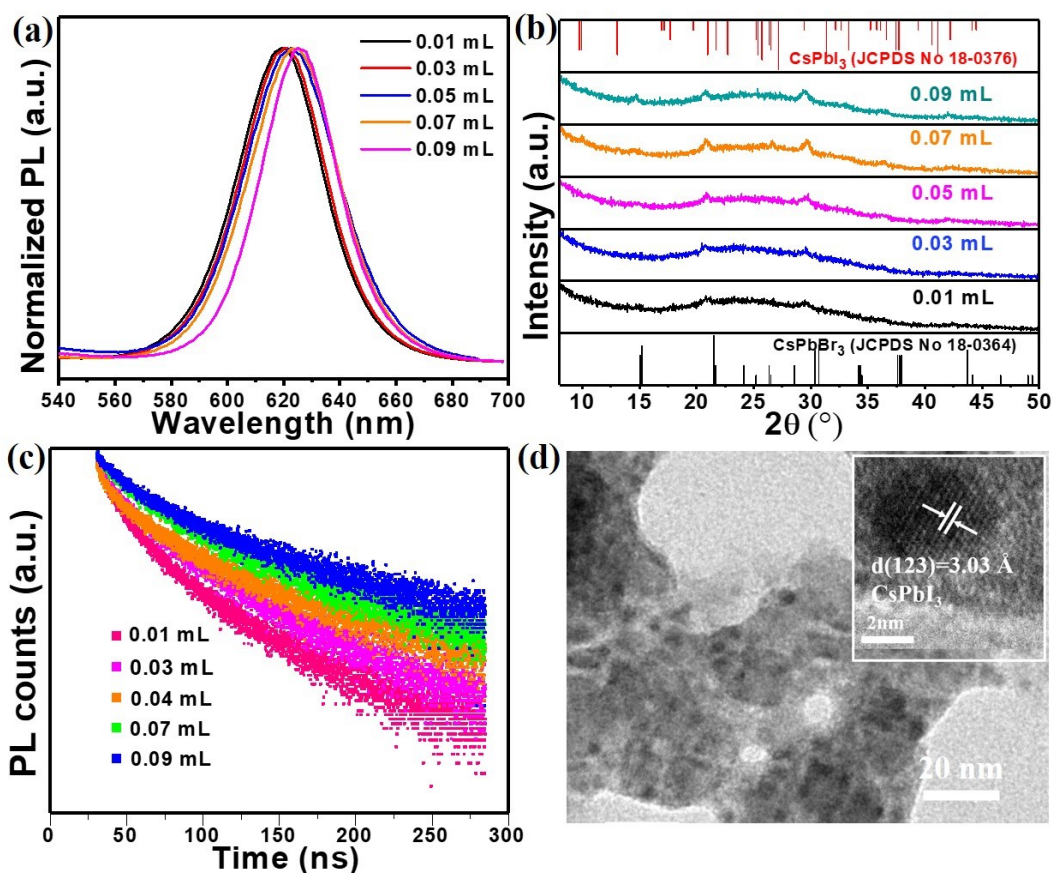 (a)
0.01 mL
0.03 mL
0.05 mL
0.07 mL
0.09 mL
Normalized PL (a.u.)
540 560 580 600 620 640 660 680 700
Wavelength (nm)
(b)
CsPbI3 (JCPDS No 18-0376)
0.09 mL
0.07 mL
0.05 mL
0.03 mL
0.01 mL
CsPbBr3 (JCPDS No 18-0364)
Intensity (a.u.)
10 15 20 25 30 35 40 45 50
2θ (°)
(c)
0.01 mL
0.03 mL
0.04 mL
0.07 mL
0.09 mL
PL counts (a.u.)
0 50 100 150 200 250 300
Time (ns)
(d)
d(123)=3.03 Å
CsPbI3
2nm
20 nm